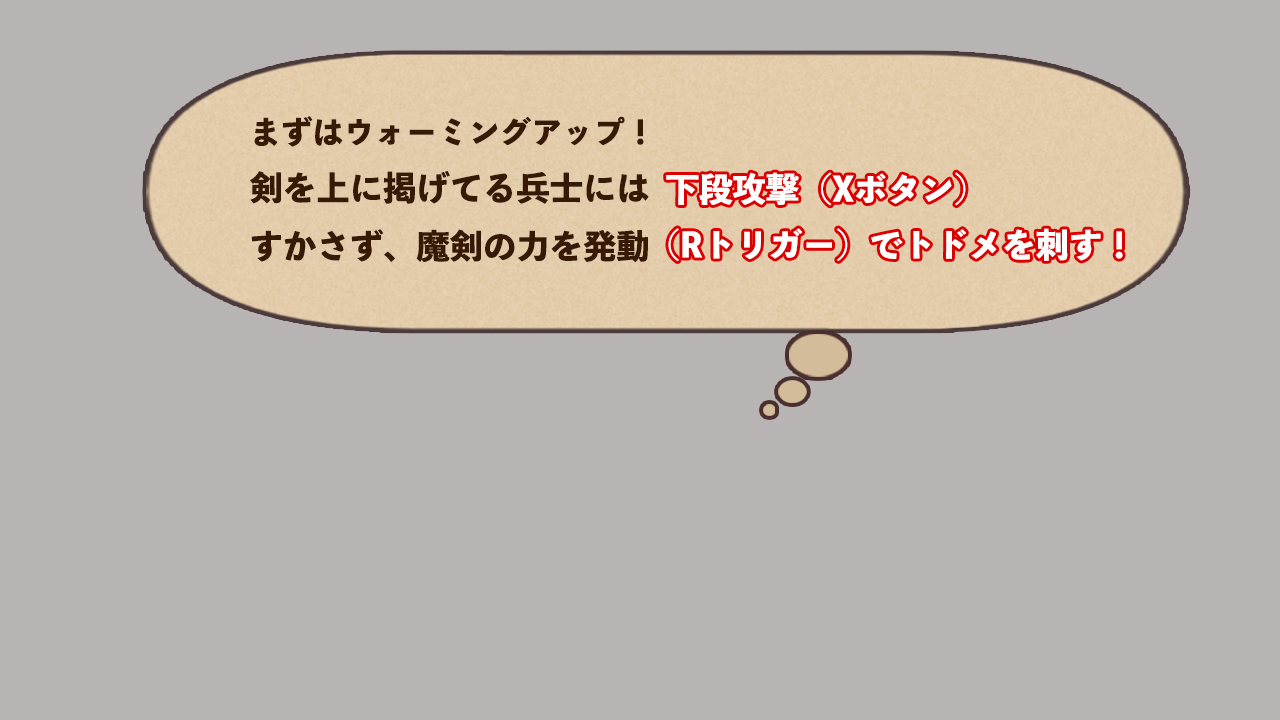 まずはウォーミングアップ！
剣を上に掲げてる兵士には 下段攻撃（Xボタン）
すかさず、魔剣の力を発動（Rトリガー）でトドメを刺す！